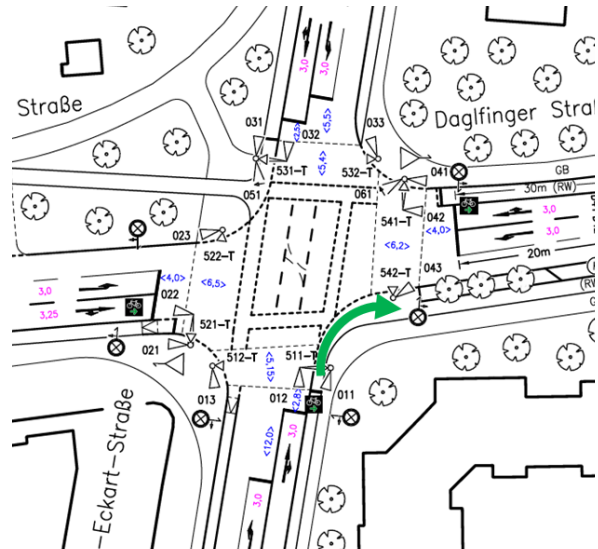 3,0
3,0
031
<2,5>
032
<5,5>
033
Straße
Daglfinger Stra
<5,4>
531-T
532-T
041
GB
051
061
30m (RW)
541-T
042
3,0
023
522-T
<4,0>
3,0
<6,2>
<4,0>
<6,5>
542-T
043
20m
3,0
022
3,25
521-T
021
512-T
511-T
<5,15>
013
012
<2,8>
011
<12,0>
3,0
3,0
-Eckart-Straße